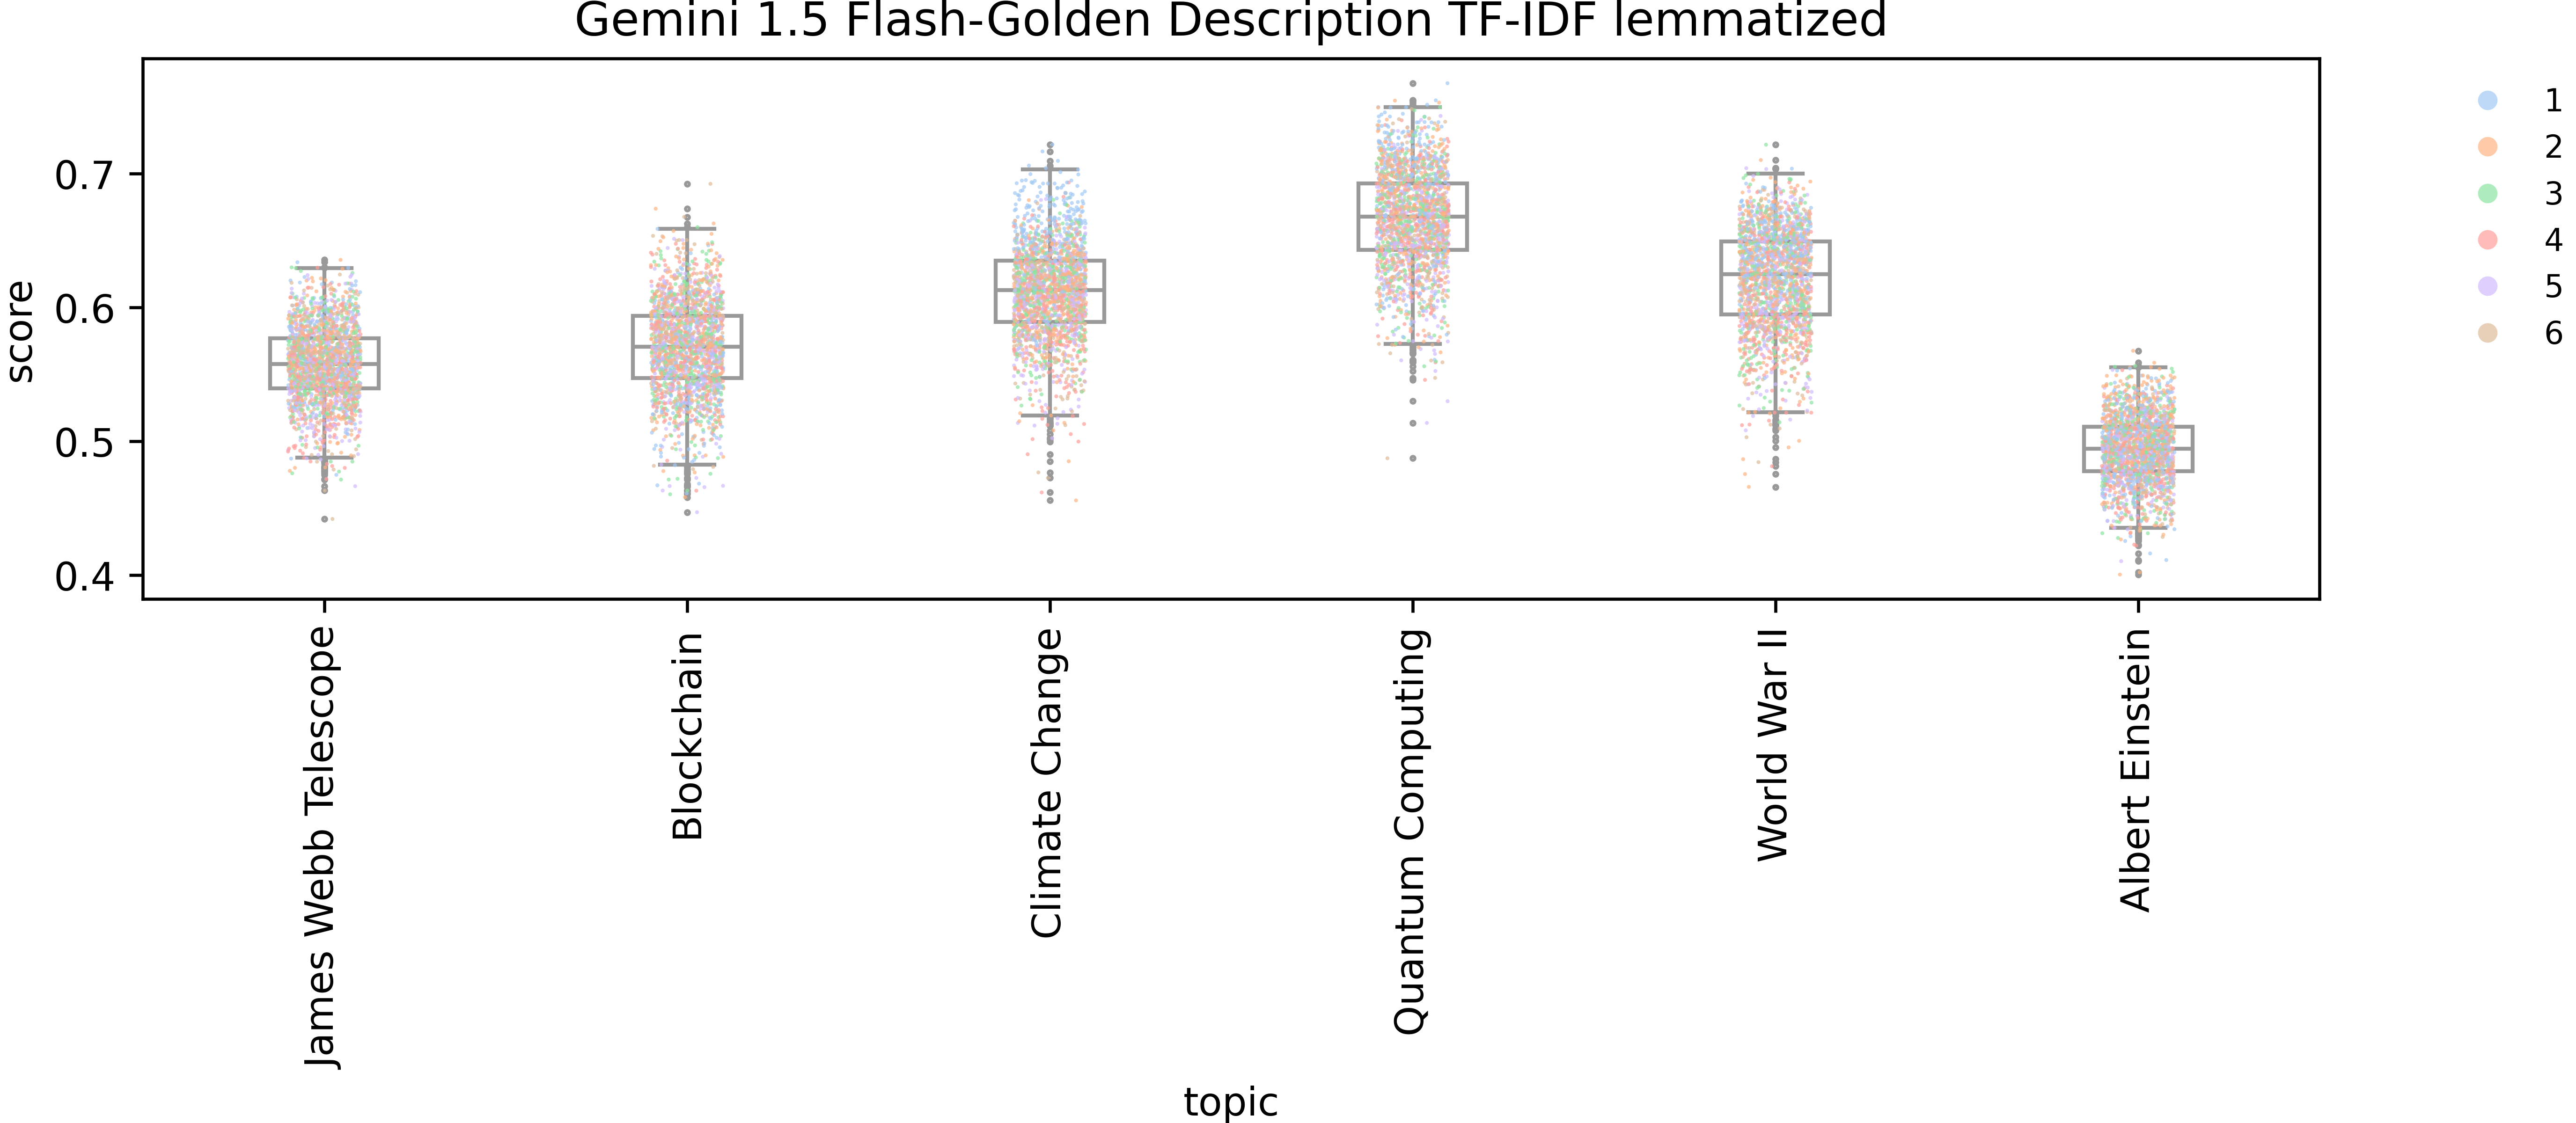 Gemini 1.5 Flash-Golden Description TF-IDF lemmatized
score
0.7
0.6
0.5
0.4
1
2
3
4
5
6
James Webb Telescope
Blockchain
Climate Change
Quantum Computing
World War II
Albert Einstein
topic